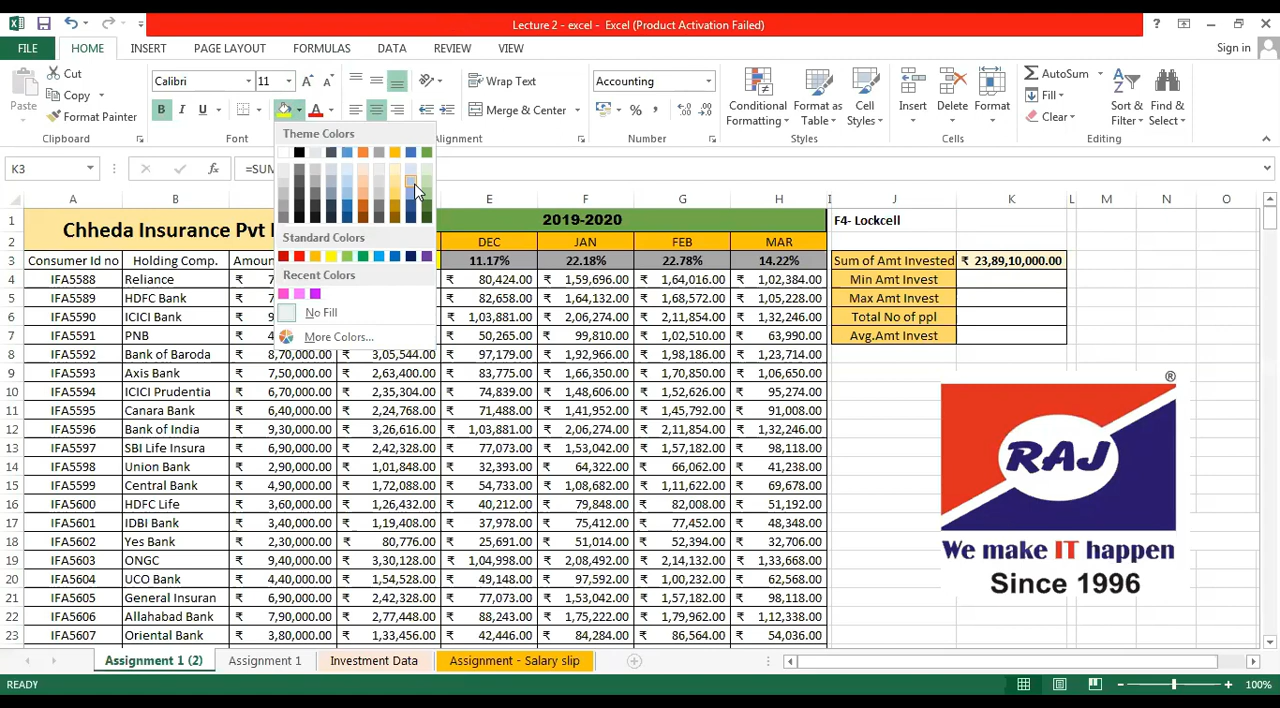 Lecture 2 - excel - Excel (Product Activation Failed)
FILE HOME INSERT PAGE LAYOUT FORMULAS DATA REVIEW VIEW Sign in
Cut
Copy
Format Painter
Paste
Clipboard
Calibri 11
B I U A
Font
Wrap Text
Merge & Center
Alignment
Accounting
%
Number
Conditional Formatting
Format as Table
Cell Styles
Styles
Insert Delete Format
Cells
AutoSum
Fill
Clear
Sort & Filter
Find & Select
Editing
K3 fx =SUM
Theme Colors
Standard Colors
Recent Colors
No Fill
More Colors...
A B E F G H I J K L M N O
1 Chheda Insurance Pvt 2019-2020 F4- Lockcell
2 DEC JAN FEB MAR
3 Consumer Id no Holding Comp. Amou 11.17% 22.18% 22.78% 14.22% Sum of Amt Invested ₹ 23,89,10,000.00
4 IFA5588 Reliance ₹ 7 ₹ 80,424.00 ₹ 1,59,696.00 ₹ 1,64,016.00 ₹ 1,02,384.00 Min Amt Invest
5 IFA5589 HDFC Bank ₹ ₹ 82,658.00 ₹ 1,64,132.00 ₹ 1,68,572.00 ₹ 1,05,228.00 Max Amt Invest
6 IFA5590 ICICI Bank ₹ ₹ 1,03,881.00 ₹ 2,06,274.00 ₹ 2,11,854.00 ₹ 1,32,246.00 Total No of ppl
7 IFA5591 PNB ₹ 4 ₹ 50,265.00 ₹ 99,810.00 ₹ 1,02,510.00 ₹ 63,990.00 Avg.Amt Invest
8 IFA5592 Bank of Baroda ₹ 8,70,000.00 ₹ 3,05,544.00 ₹ 97,179.00 ₹ 1,92,966.00 ₹ 1,98,186.00 ₹ 1,23,714.00
9 IFA5593 Axis Bank ₹ 7,50,000.00 ₹ 2,63,400.00 ₹ 83,775.00 ₹ 1,66,350.00 ₹ 1,70,850.00 ₹ 1,06,650.00
10 IFA5594 ICICI Prudentia ₹ 6,70,000.00 ₹ 2,35,304.00 ₹ 74,839.00 ₹ 1,48,606.00 ₹ 1,52,626.00 ₹ 95,274.00
11 IFA5595 Canara Bank ₹ 6,40,000.00 ₹ 2,24,768.00 ₹ 71,488.00 ₹ 1,41,952.00 ₹ 1,45,792.00 ₹ 91,008.00
12 IFA5596 Bank of India ₹ 9,30,000.00 ₹ 3,26,616.00 ₹ 1,03,881.00 ₹ 2,06,274.00 ₹ 2,11,854.00 ₹ 1,32,246.00
13 IFA5597 SBI Life Insura ₹ 6,90,000.00 ₹ 2,42,328.00 ₹ 77,073.00 ₹ 1,53,042.00 ₹ 1,57,182.00 ₹ 98,118.00
14 IFA5598 Union Bank ₹ 2,90,000.00 ₹ 1,01,848.00 ₹ 32,393.00 ₹ 64,322.00 ₹ 66,062.00 ₹ 41,238.00
15 IFA5599 Central Bank ₹ 4,90,000.00 ₹ 1,72,088.00 ₹ 54,733.00 ₹ 1,08,682.00 ₹ 1,11,622.00 ₹ 69,678.00
16 IFA5600 HDFC Life ₹ 3,60,000.00 ₹ 1,26,432.00 ₹ 40,212.00 ₹ 79,848.00 ₹ 82,008.00 ₹ 51,192.00
17 IFA5601 IDBI Bank ₹ 3,40,000.00 ₹ 1,19,408.00 ₹ 37,978.00 ₹ 75,412.00 ₹ 77,452.00 ₹ 48,348.00
18 IFA5602 Yes Bank ₹ 2,30,000.00 ₹ 80,776.00 ₹ 25,691.00 ₹ 51,014.00 ₹ 52,394.00 ₹ 32,706.00
19 IFA5603 ONGC ₹ 9,40,000.00 ₹ 3,30,128.00 ₹ 1,04,998.00 ₹ 2,08,492.00 ₹ 2,14,132.00 ₹ 1,33,668.00
20 IFA5604 UCO Bank ₹ 4,40,000.00 ₹ 1,54,528.00 ₹ 49,148.00 ₹ 97,592.00 ₹ 1,00,232.00 ₹ 62,568.00
21 IFA5605 General Insuran ₹ 6,90,000.00 ₹ 2,42,328.00 ₹ 77,073.00 ₹ 1,53,042.00 ₹ 1,57,182.00 ₹ 98,118.00
22 IFA5606 Allahabad Bank ₹ 7,90,000.00 ₹ 2,77,448.00 ₹ 88,243.00 ₹ 1,75,222.00 ₹ 1,79,962.00 ₹ 1,12,338.00
23 IFA5607 Oriental Bank ₹ 3,80,000.00 ₹ 1,33,456.00 ₹ 42,446.00 ₹ 84,284.00 ₹ 86,564.00 ₹ 54,036.00
®
RAJ
We make IT happen
Since 1996
Assignment 1 (2) Assignment 1 Investment Data Assignment - Salary slip
READY 100%